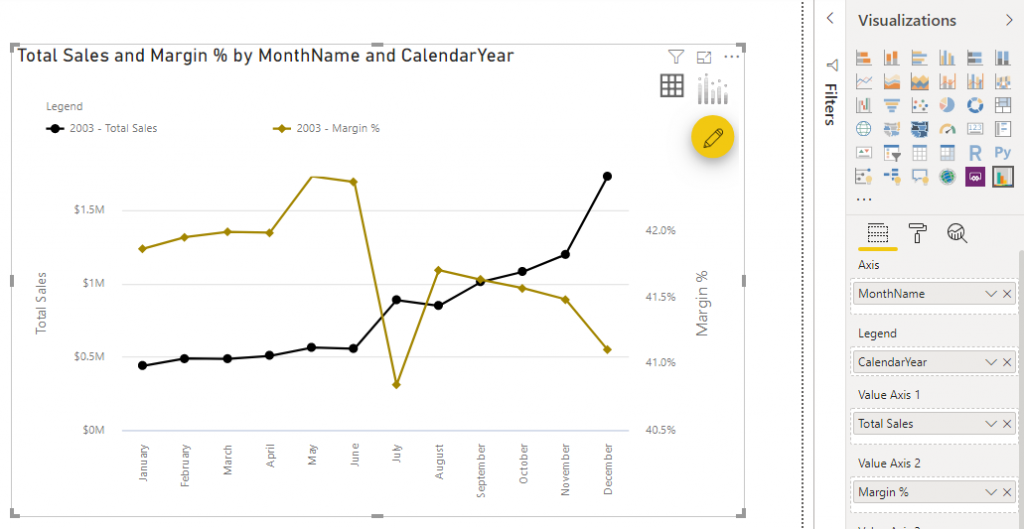 Total Sales and Margin % by MonthName and CalendarYear
Legend
2003 - Total Sales
2003 - Margin %
$1.5M
$1M
$0.5M
$0M
Total Sales
42.0%
41.5%
41.0%
40.5%
Margin %
January
February
March
April
May
June
July
August
September
October
November
December
Filters
Visualizations
123
R
Py
Axis
MonthName
Legend
CalendarYear
Value Axis 1
Total Sales
Value Axis 2
Margin %